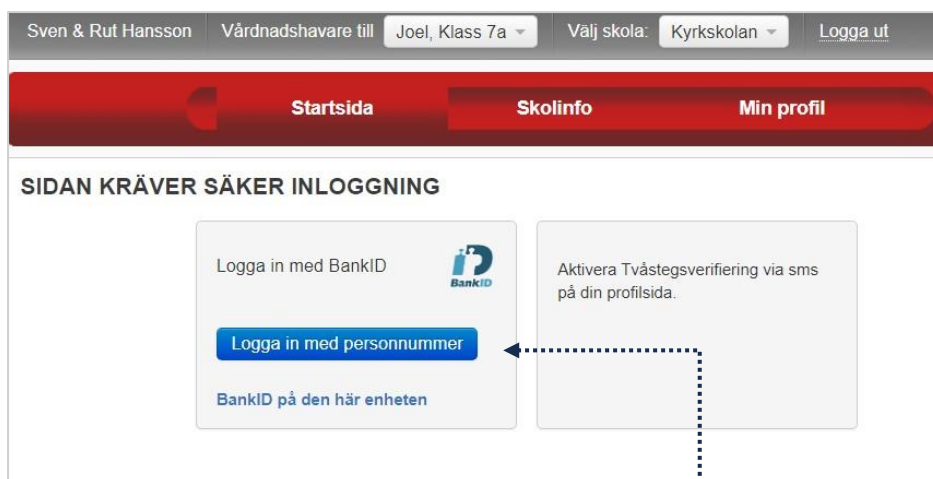 Sven & Rut Hansson Vårdnadshavare till Joel, Klass 7a Välj skola: Kyrkskolan Logga ut
Startsida Skolinfo Min profil
SIDAN KRÄVER SÄKER INLOGGNING
Logga in med BankID
BankID
Logga in med personnummer
BankID på den här enheten
Aktivera Tvåstegsverifiering via sms
på din profilsida.